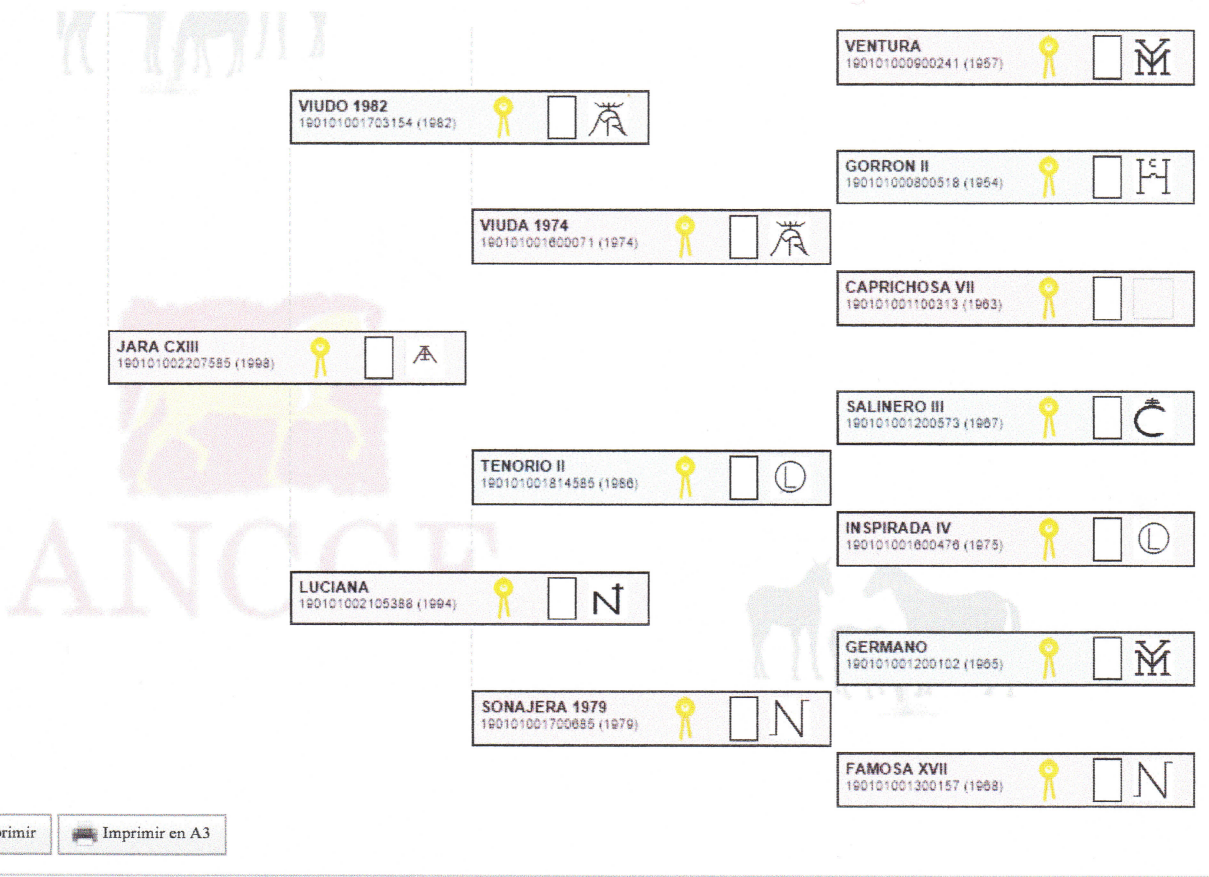 VENTURA
190101000900241 (1957)
VIUDO 1982
190101001703154 (1982)
GORRON II
190101000800518 (1954)
VIUDA 1974
190101001600071 (1974)
CAPRICHOSA VII
190101001100313 (1963)
JARA CXIII
190101002207585 (1998)
SALINERO III
190101001200573 (1967)
TENORIO II
190101001814585 (1986)
L
INSPIRADA IV
190101001600476 (1975)
L
ANCCE
LUCIANA
190101002105388 (1994)
N
GERMANO
190101001200102 (1965)
SONAJERA 1979
190101001700685 (1979)
N
FAMOSA XVII
190101001300157 (1968)
N
rimir
Imprimir en A3